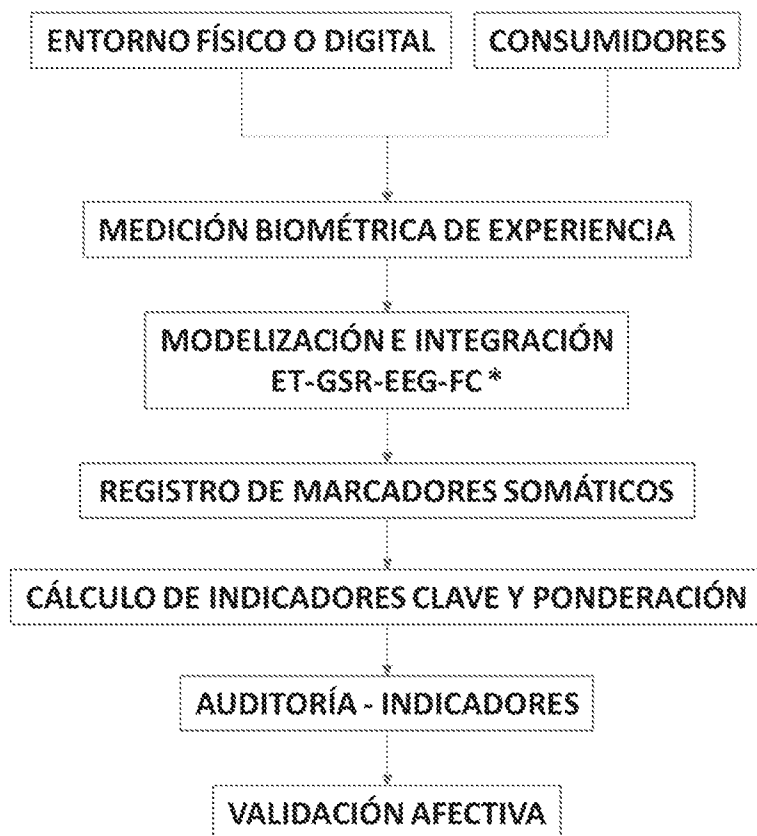 ENTORNO FÍSICO O DIGITAL
CONSUMIDORES
MEDICIÓN BIOMÉTRICA DE EXPERIENCIA
MODELIZACIÓN E INTEGRACIÓN
ET-GSR-EEG-FC *
REGISTRO DE MARCADORES SOMÁTICOS
CÁLCULO DE INDICADORES CLAVE Y PONDERACIÓN
AUDITORÍA - INDICADORES
VALIDACIÓN AFECTIVA